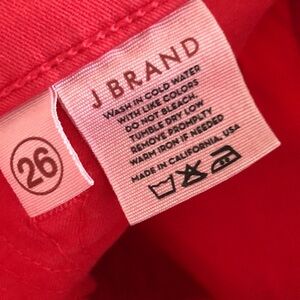 J BRAND
WASH IN COLD WATER
WITH LIKE COLORS
DO NOT BLEACH.
TUMBLE DRY LOW
REMOVE PROMPTLY
WARM IRON IF NEEDED
MADE IN CALIFORNIA, USA
26